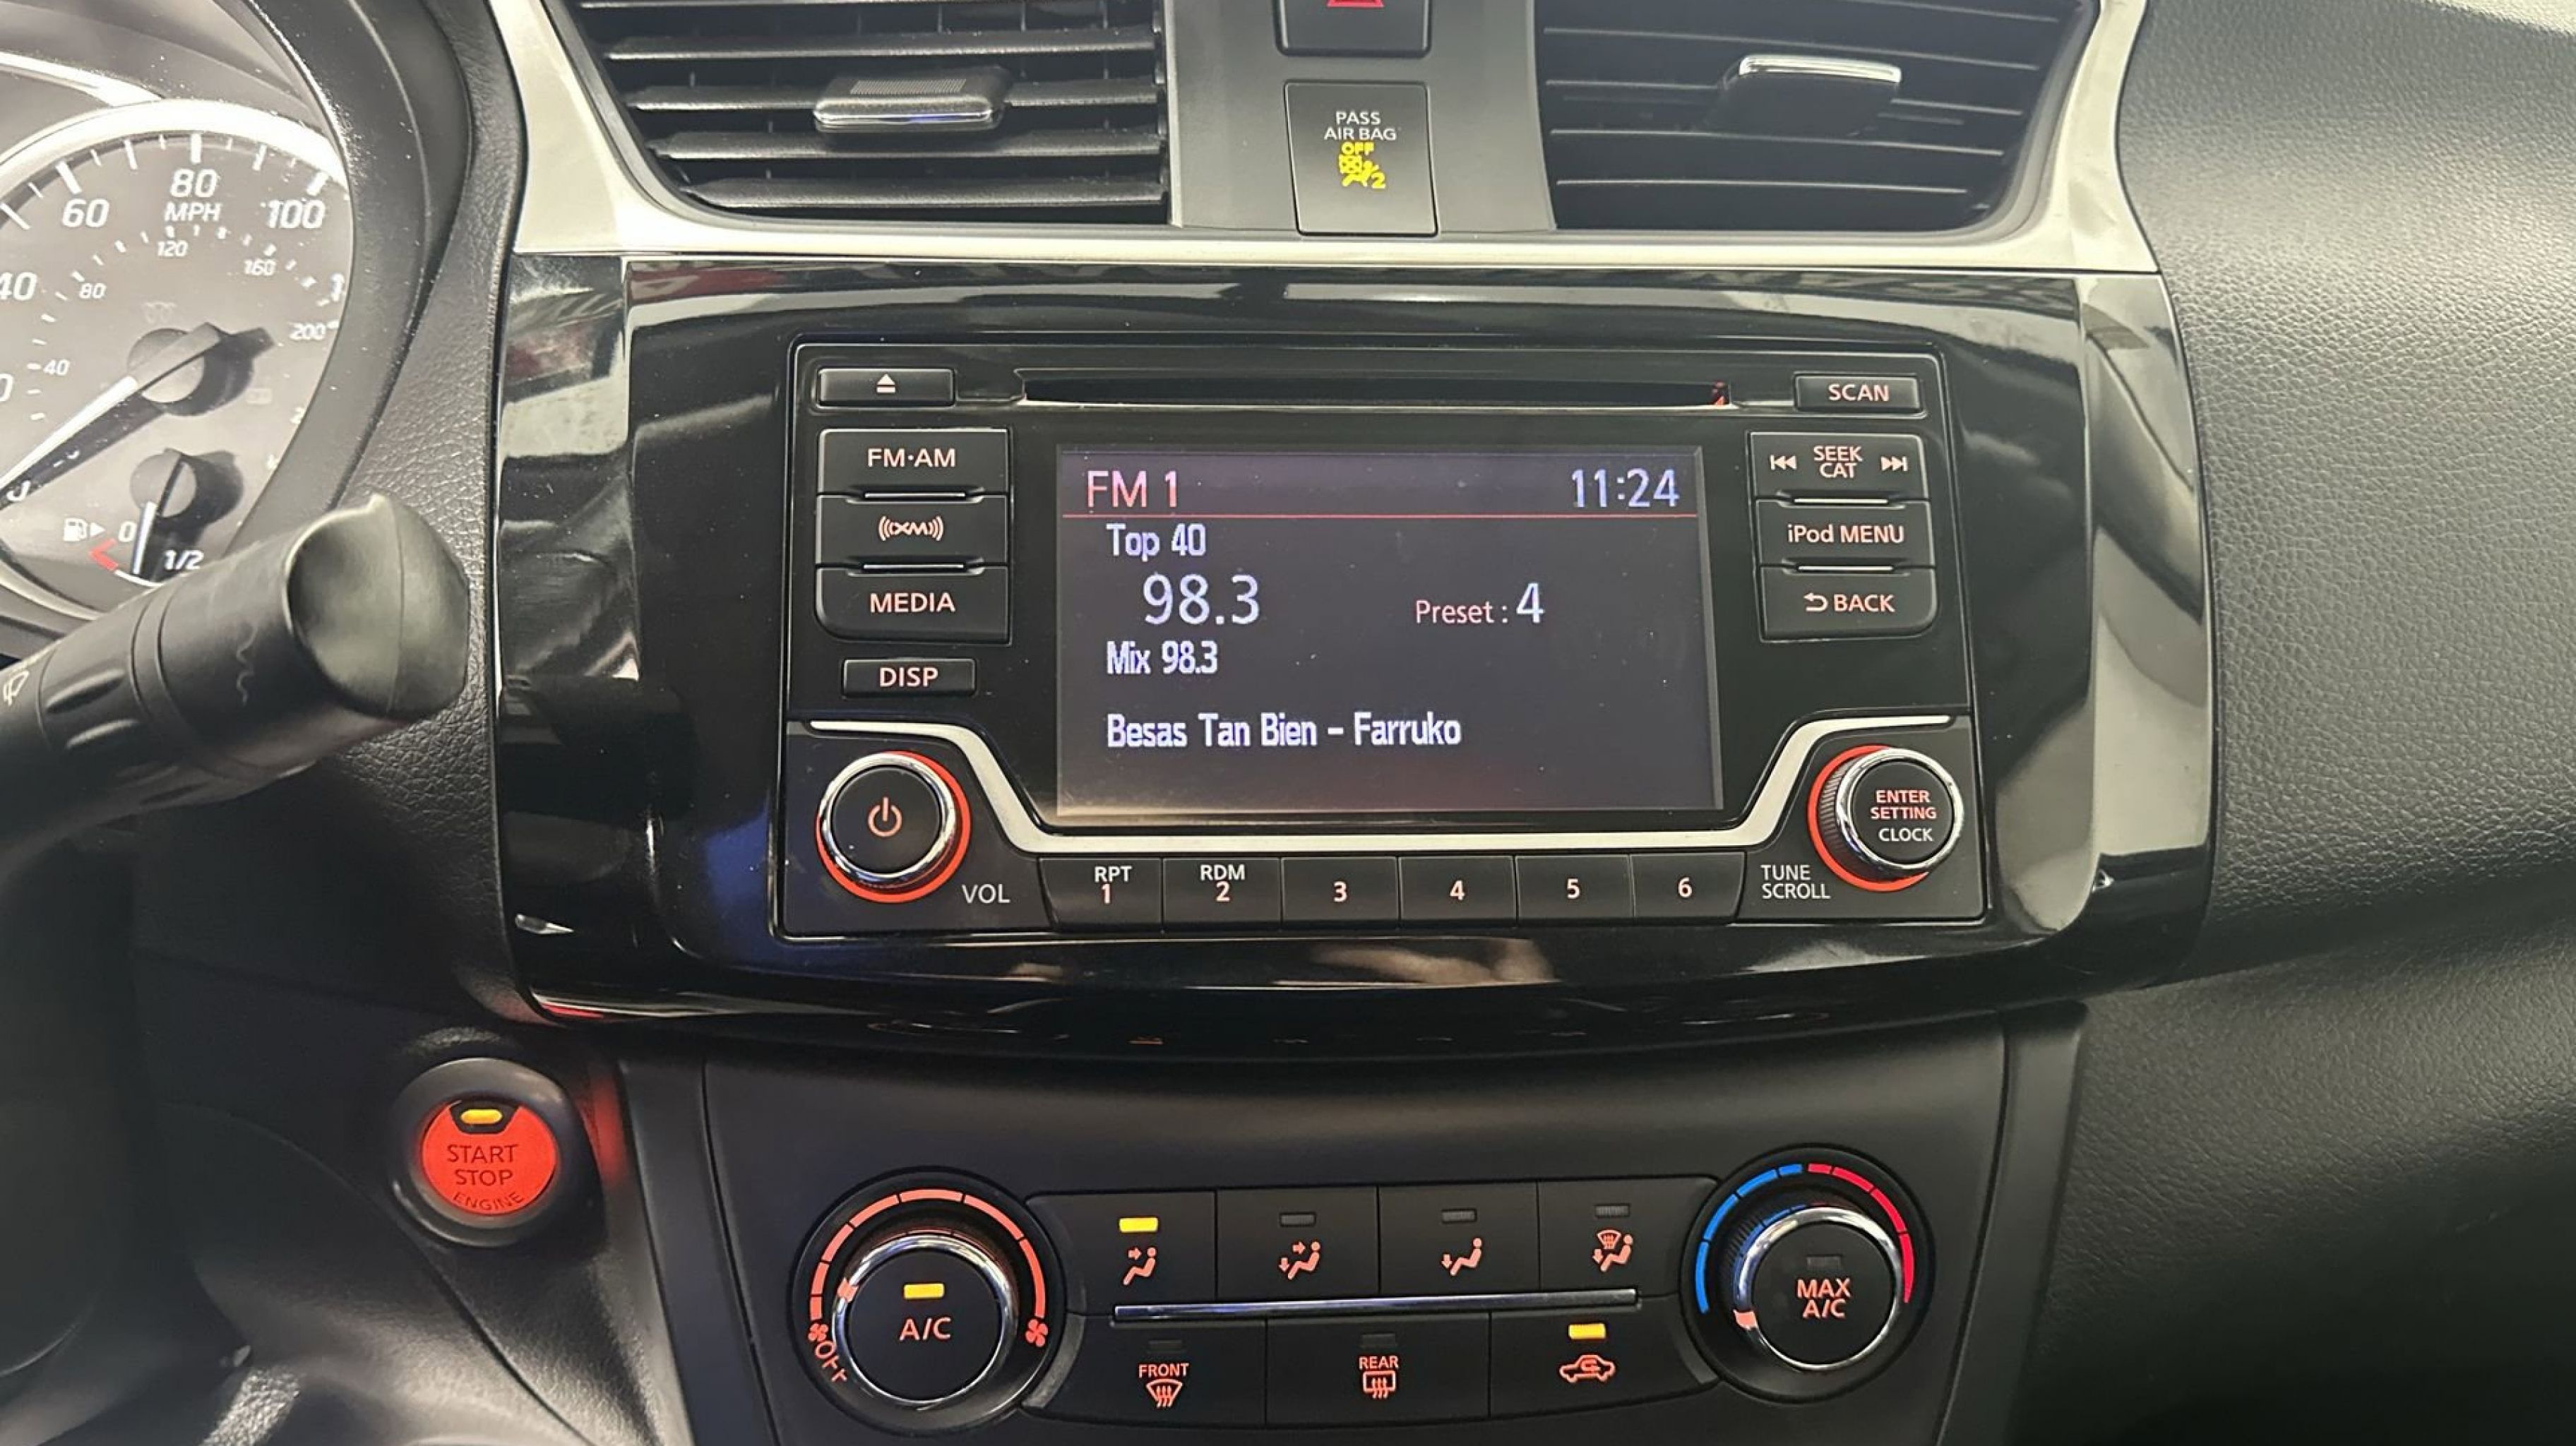 PASS
AIR BAG
OFF
2
60
80
MPH
100
120
160
40
80
200
40
0
1/2
SCAN
FM·AM
SEEK
CAT
((XM))
iPod MENU
MEDIA
BACK
DISP
FM 1 11:24
Top 40
98.3 Preset : 4
Mix 98.3
Besas Tan Bien - Farruko
VOL
RPT
1
RDM
2
3
4
5
6
TUNE
SCROLL
ENTER
SETTING
CLOCK
START
STOP
ENGINE
A/C
OFF
MAX
A/C
FRONT
REAR